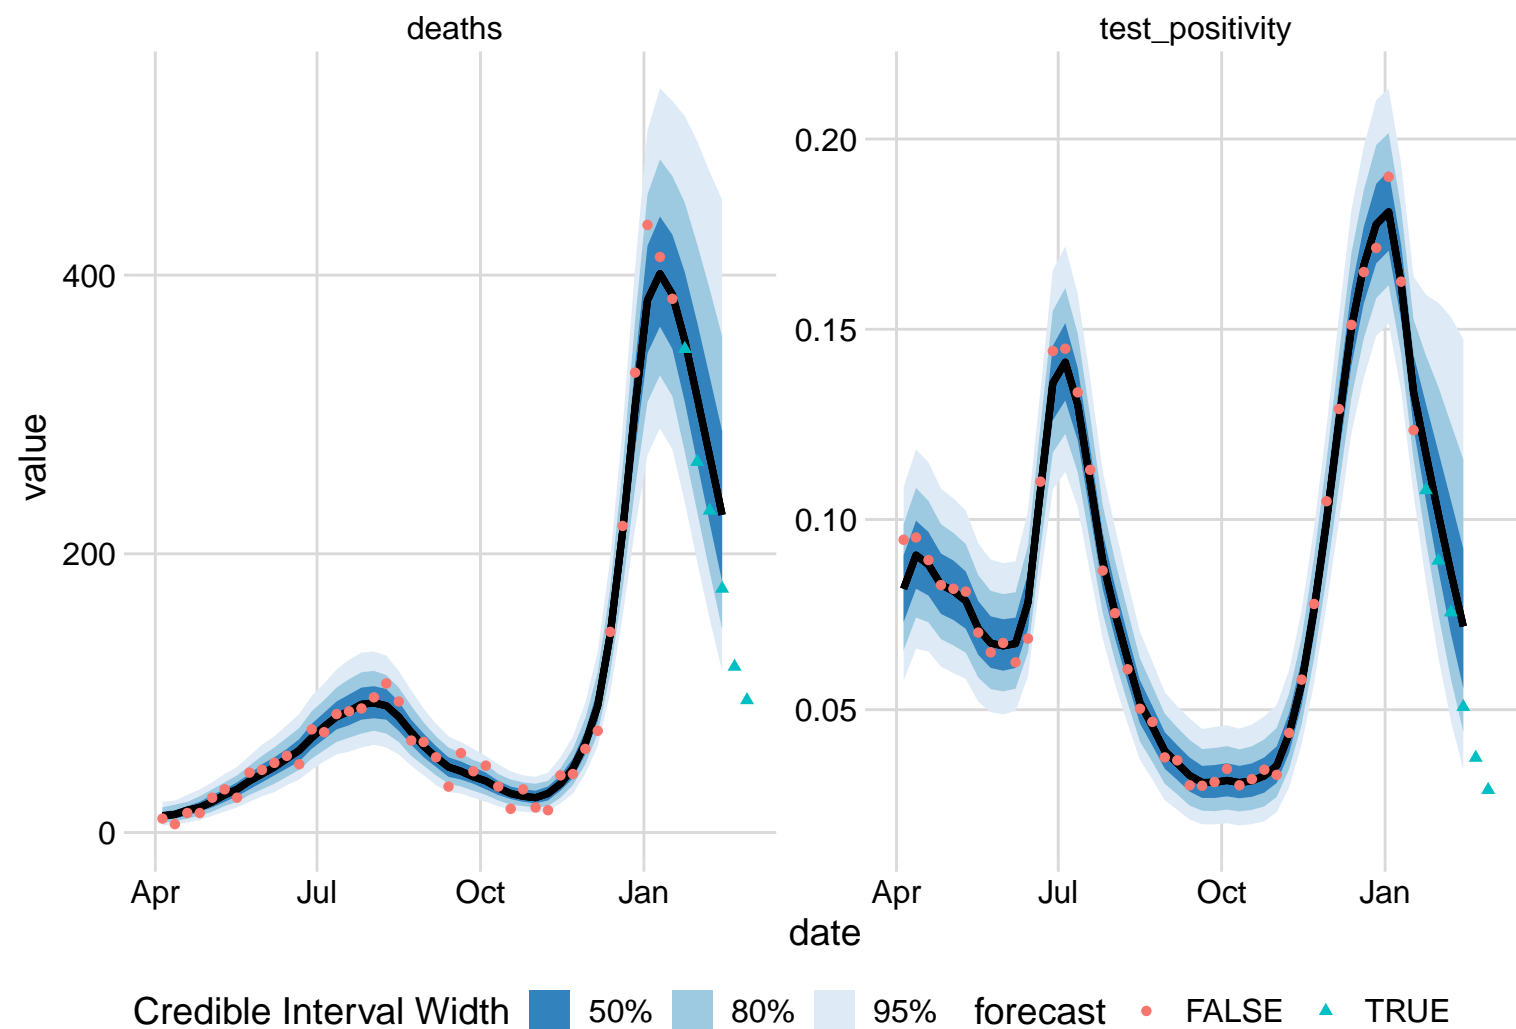 deaths
test_positivity
value
400
200
0
0.20
0.15
0.10
0.05
Apr Jul Oct Jan
Apr Jul Oct Jan
date
Credible Interval Width 50% 80% 95% forecast FALSE TRUE